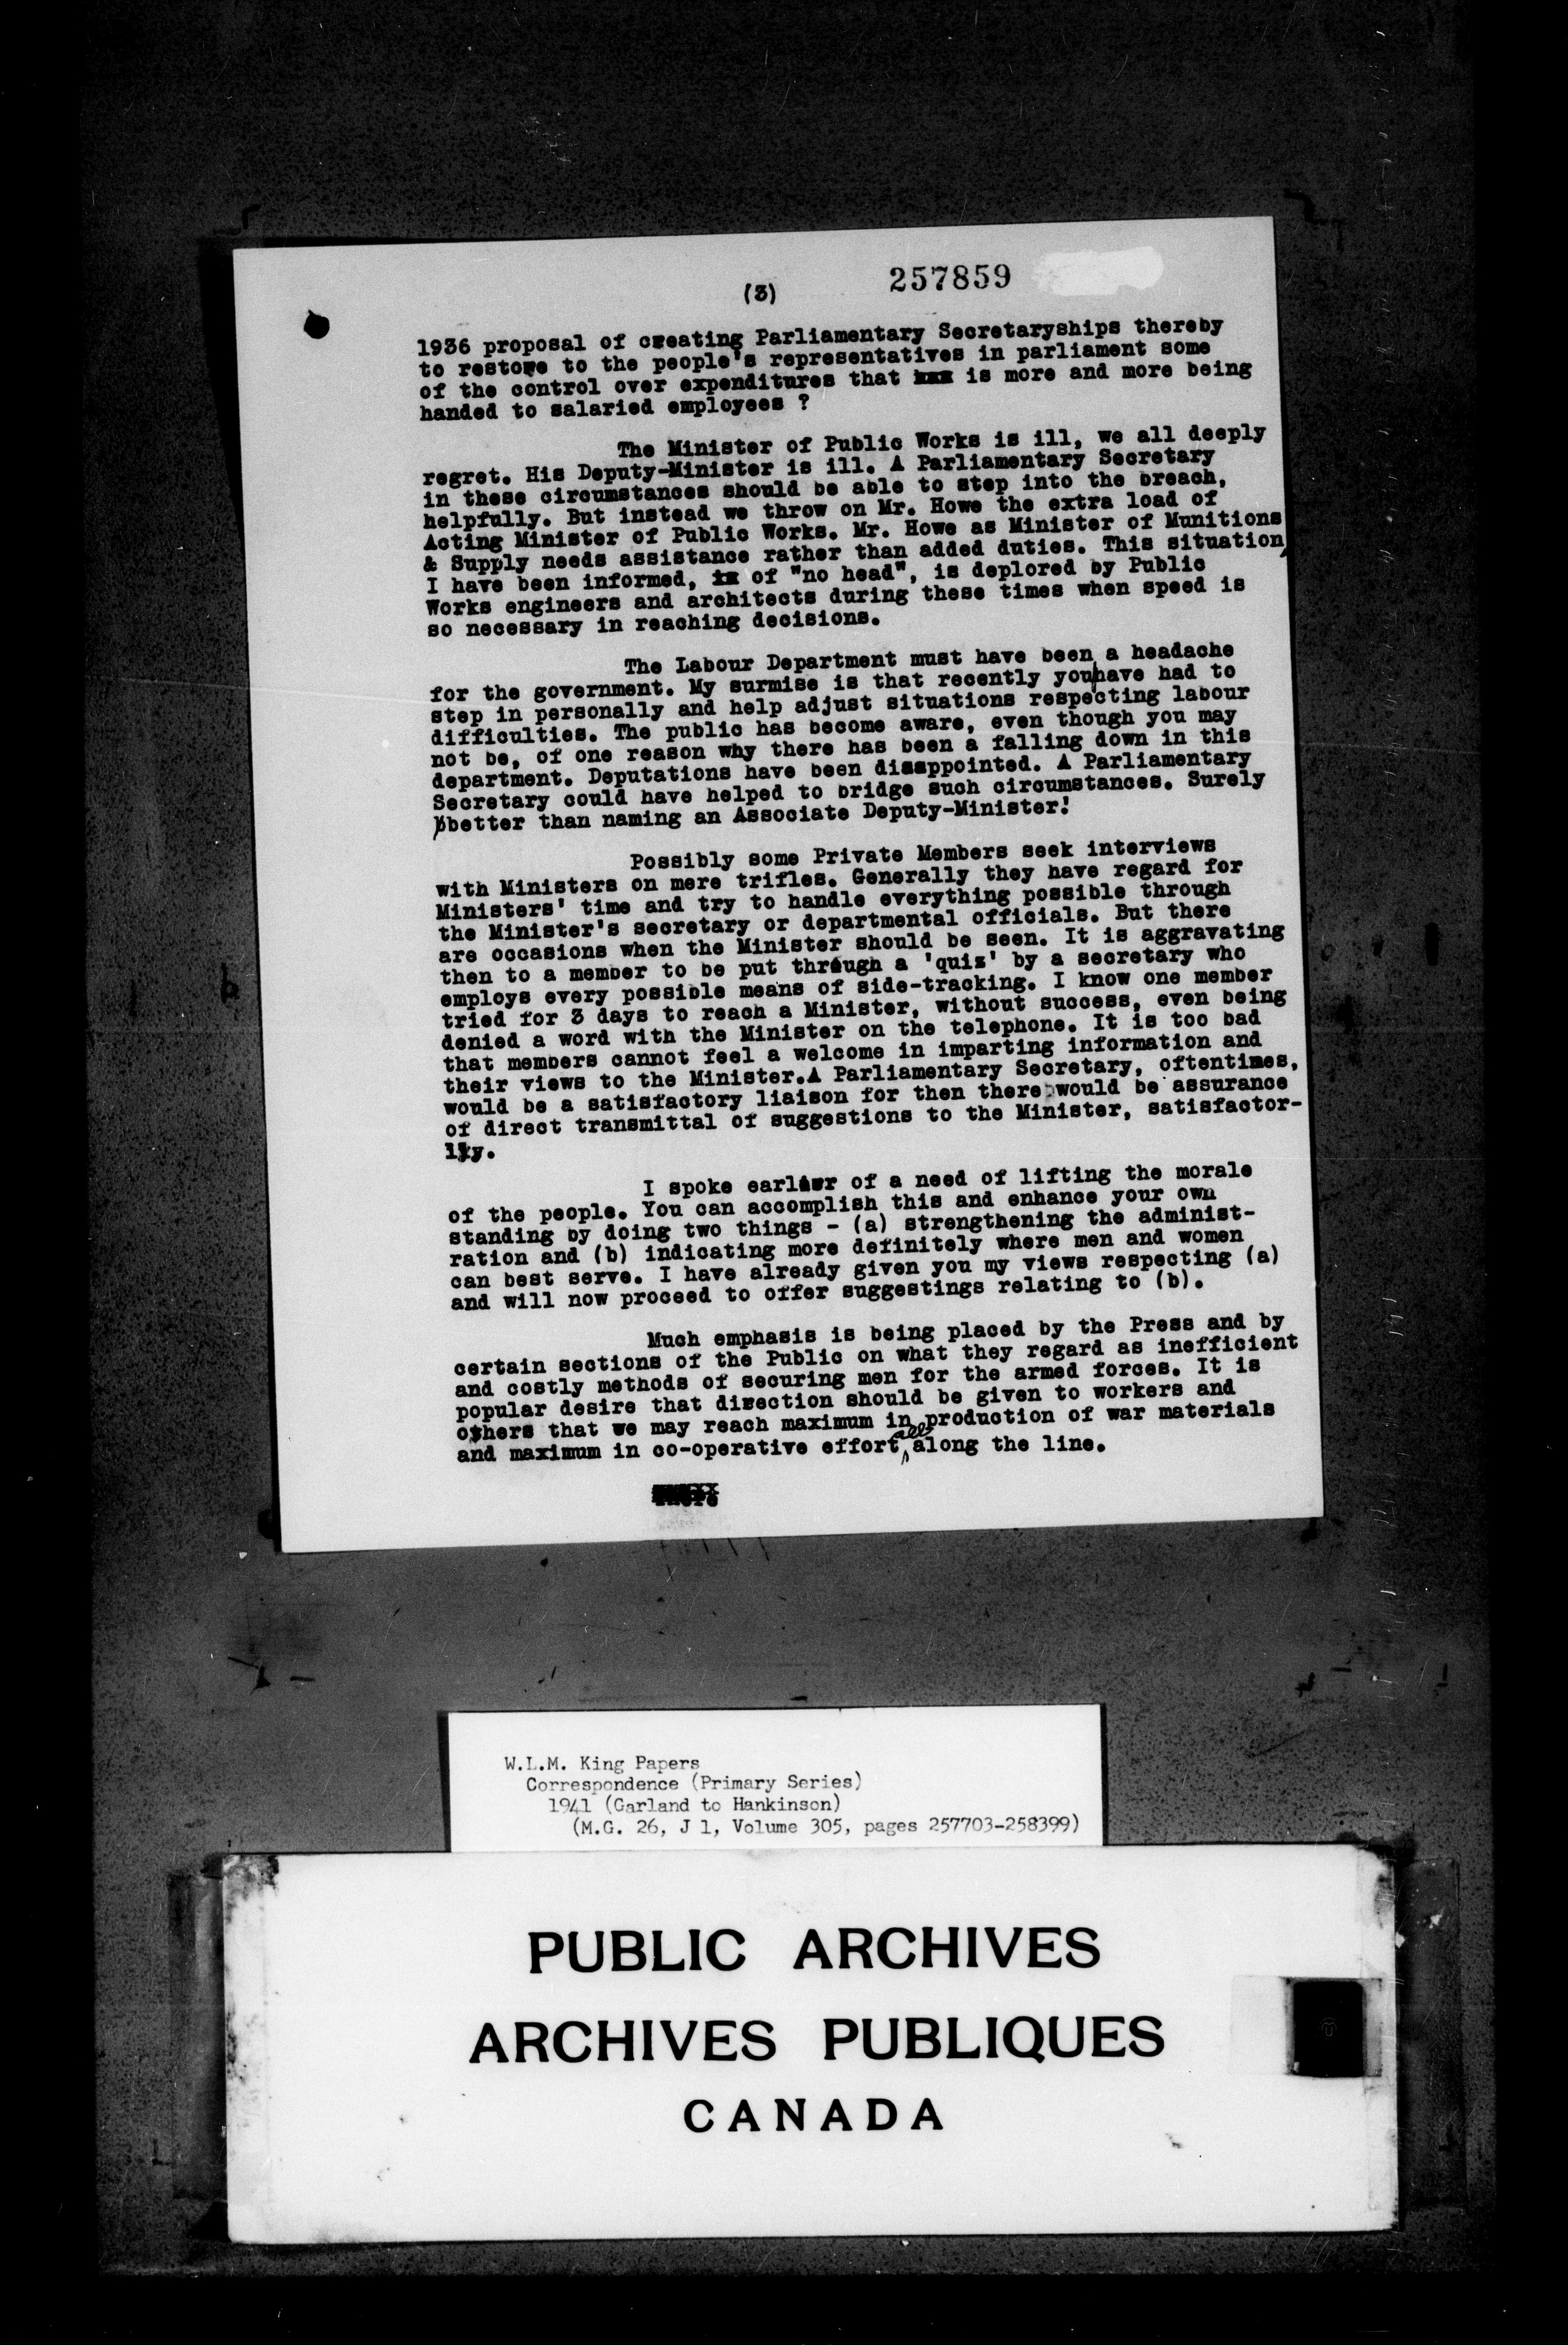 257859
(3)
1936 proposal of creating Parliamentary Secretaryships thereby
to restore to the people's representatives in parliament some
of the control over expenditures that is more and more being
handed to salaried employees ?
The Minister of Public Works is ill, we all deeply
regret. His Deputy-Minister is ill. A Parliamentary Secretary
in these circumstances should be able to step into the breach,
helpfully. But instead we throw on Mr. Howe the extra load of
Acting Minister of Public Works. Mr. Howe as Minister of Munitions
& Supply needs assistance rather than added duties. This situation,
I have been informed, of "no head", is deplored by Public
Works engineers and architects during these times when speed is
so necessary in reaching decisions.
The Labour Department must have been a headache
for the government. My surmise is that recently you have had to
step in personally and help adjust situations respecting labour
difficulties. The public has become aware, even though you may
not be, of one reason why there has been a falling down in this
department. Deputations have been disappointed. A Parliamentary
Secretary could have helped to bridge such circumstances. Surely
better than naming an Associate Deputy-Minister!
Possibly some Private Members seek interviews
with Ministers on mere trifles. Generally they have regard for
Ministers' time and try to handle everything possible through
the Minister's secretary or departmental officials. But there
are occasions when the Minister should be seen. It is aggravating
then to a member to be put through a 'quiz' by a secretary who
employs every possible means of side-tracking. I know one member
tried for 3 days to reach a Minister, without success, even being
denied a word with the Minister on the telephone. It is too bad
that members cannot feel a welcome in imparting information and
their views to the Minister.A Parliamentary Secretary, oftentimes,
would be a satisfactory liaison for then there would be assurance
of direct transmittal of suggestions to the Minister, satisfactor-
ily.
I spoke earlier of a need of lifting the morale
of the people. You can accomplish this and enhance your own
standing by doing two things - (a) strengthening the administ-
ration and (b) indicating more definitely where men and women
can best serve. I have already given you my views respecting (a)
and will now proceed to offer suggestings relating to (b).
Much emphasis is being placed by the Press and by
certain sections of the Public on what they regard as inefficient
and costly methods of securing men for the armed forces. It is
popular desire that direction should be given to workers and
others that we may reach maximum in production of war materials
and maximum in co-operative effort all along the line.
W.L.M. King Papers
Correspondence (Primary Series)
1941 (Garland to Hankinson)
(M.G. 26, J 1, Volume 305, pages 257703-258399)
PUBLIC ARCHIVES
ARCHIVES PUBLIQUES
CANADA